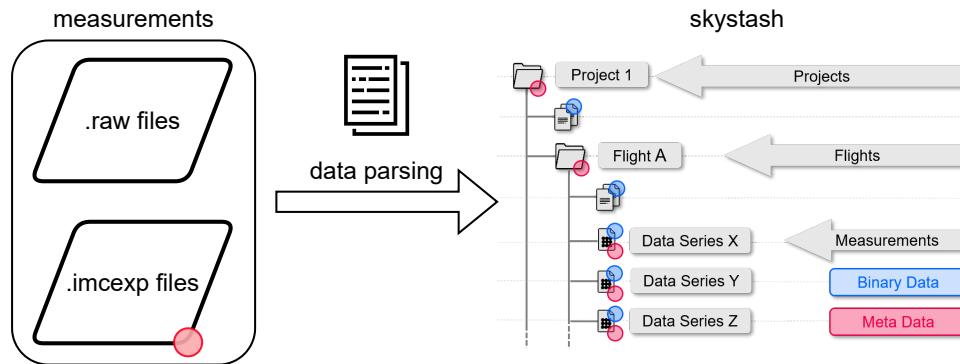 measurements
.raw files
.imcexp files
data parsing
skystash
Project 1
Projects
Flight A
Flights
Data Series X
Measurements
Data Series Y
Binary Data
Data Series Z
Meta Data